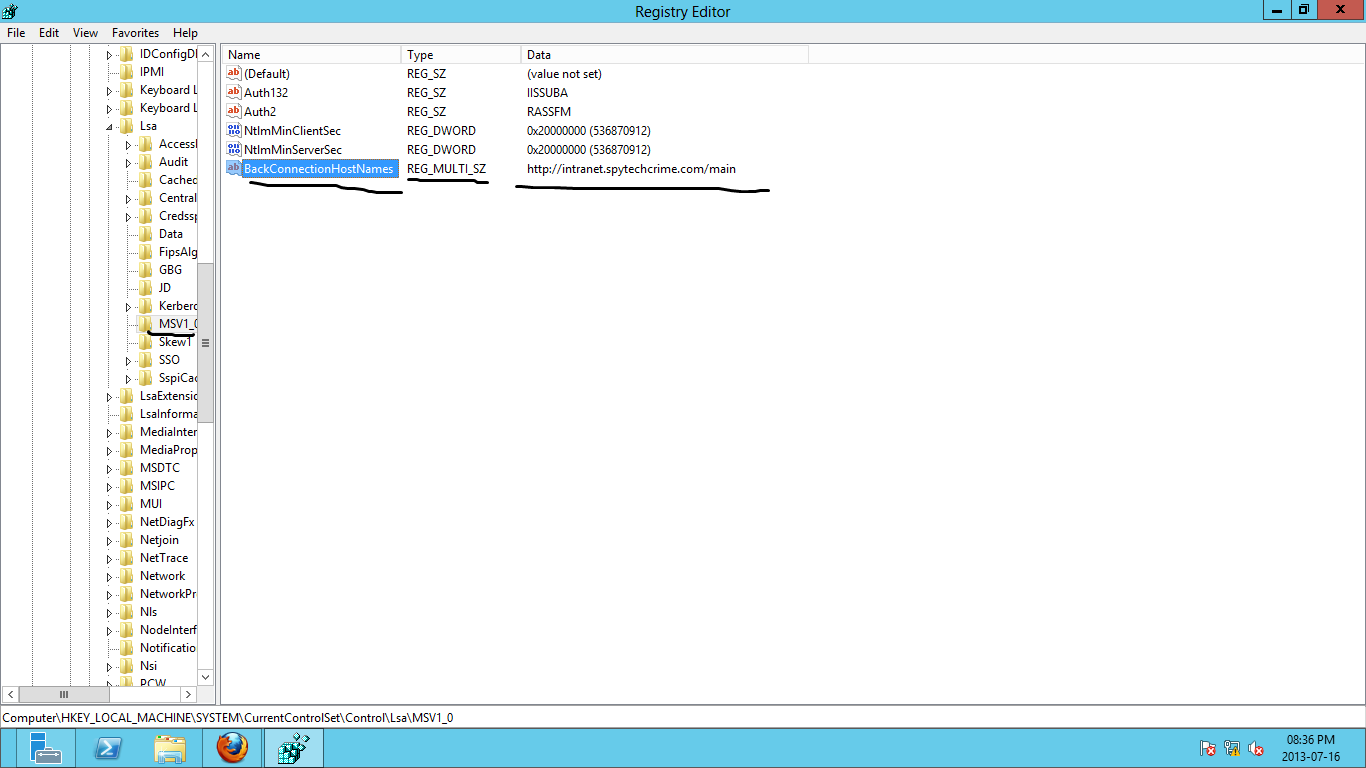 Registry Editor
File Edit View Favorites Help
IDConfigDI
IPMI
Keyboard L
Keyboard L
Lsa
Access
Audit
Cached
Central
Credssp
Data
FipsAlg
GBG
JD
Kerbero
MSV1_0
Skew1
SSO
SspiCac
LsaExtensio
LsaInforma
MediaInter
MediaProp
MSDTC
MSIPC
MUI
NetDiagFx
Netjoin
NetTrace
Network
NetworkPr
Nls
NodeInterf
Notificatio
Nsi
PCW
Name Type Data
(Default) REG_SZ (value not set)
Auth132 REG_SZ IISSUBA
Auth2 REG_SZ RASSFM
NtlmMinClientSec REG_DWORD 0x20000000 (536870912)
NtlmMinServerSec REG_DWORD 0x20000000 (536870912)
BackConnectionHostNames REG_MULTI_SZ http://intranet.spytechcrime.com/main
Computer\HKEY_LOCAL_MACHINE\SYSTEM\CurrentControlSet\Control\Lsa\MSV1_0
08:36 PM
2013-07-16